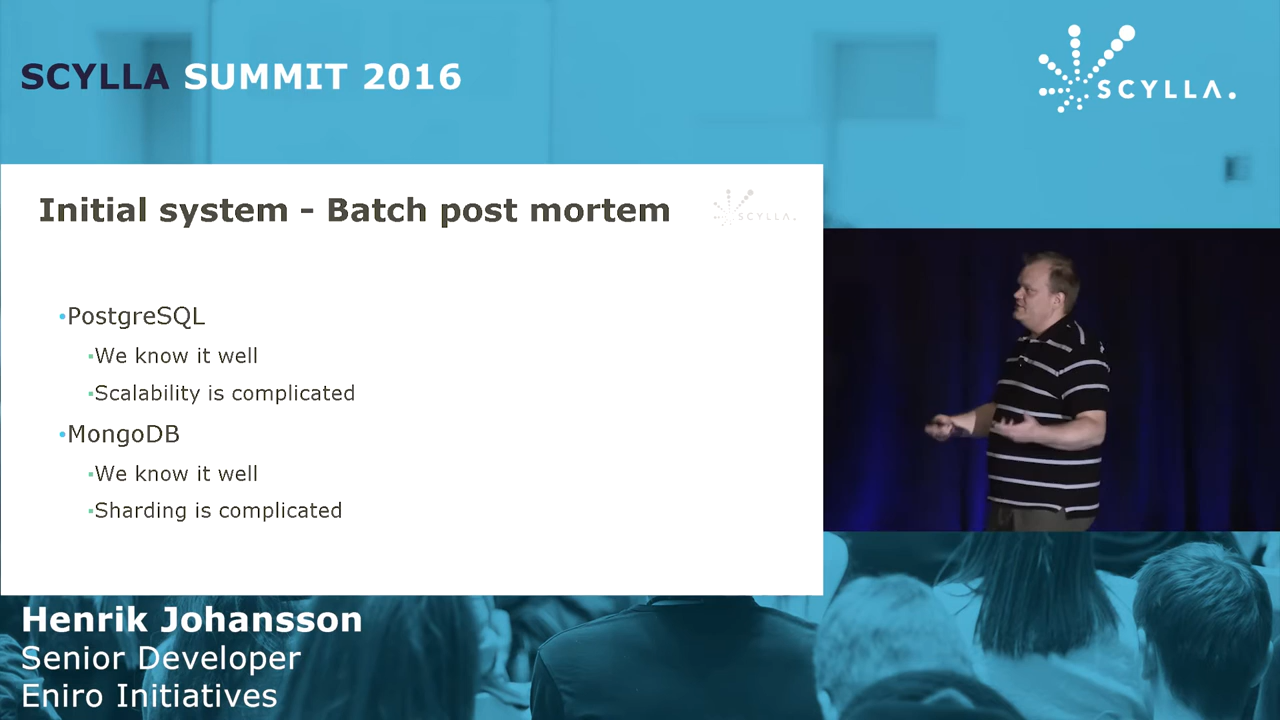 SCYLLA SUMMIT 2016
SCYLLA.
Initial system - Batch post mortem
SCYLLA.
•PostgreSQL
▪We know it well
▪Scalability is complicated
•MongoDB
▪We know it well
▪Sharding is complicated
Henrik Johansson
Senior Developer
Eniro Initiatives